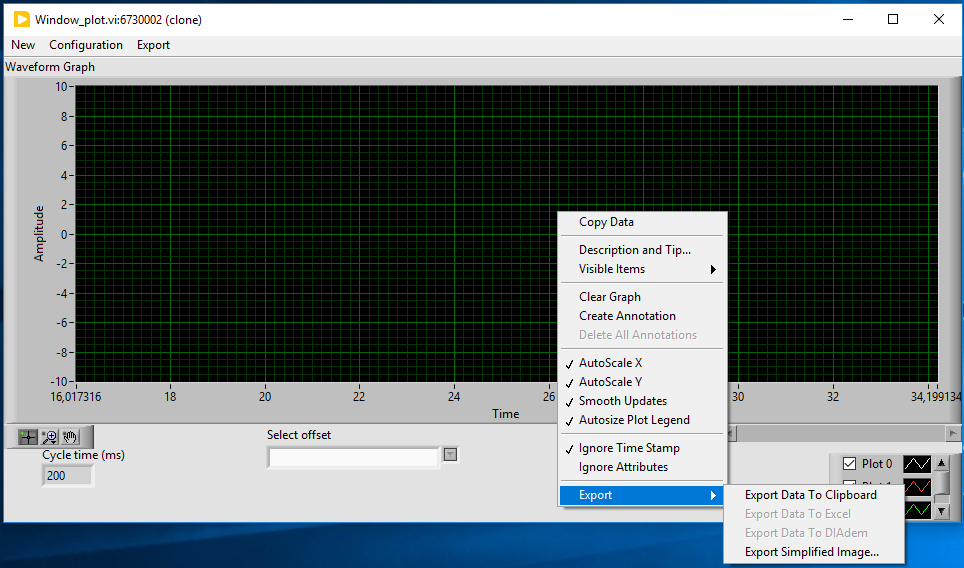 Window_plot.vi:6730002 (clone)
New Configuration Export
Waveform Graph
10
8
6
4
2
0
-2
-4
-6
-8
-10
Amplitude
16,017316 18 20 22 24 26 30 32 34,199134
Time
Copy Data
Description and Tip...
Visible Items
Clear Graph
Create Annotation
Delete All Annotations
AutoScale X
AutoScale Y
Smooth Updates
Autosize Plot Legend
Ignore Time Stamp
Ignore Attributes
Export
Export Data To Clipboard
Export Data To Excel
Export Data To DIAdem
Export Simplified Image...
Select offset
Cycle time (ms)
200
Plot 0